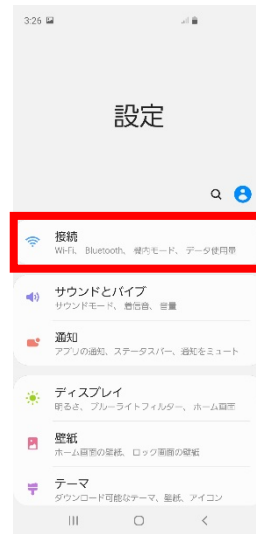 3:26
設定
接続
Wi-Fi、 Bluetooth、 機内モード、 データ使用量
サウンドとバイブ
サウンドモード、 着信音、 音量
通知
アプリの通知、ステータスバー、 通知をミュート
ディスプレイ
明るさ、 ブルーライトフィルター、 ホーム画面
壁紙
ホーム画面の壁紙、 ロック画面の壁紙
テーマ
ダウンロード可能なテーマ、壁紙、アイコン